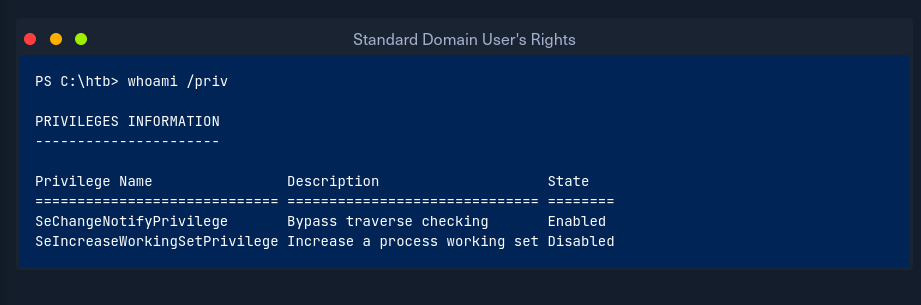 Standard Domain User's Rights
PS C:\htb> whoami /priv
PRIVILEGES INFORMATION
----------------------
Privilege Name                Description                    State
============================= ============================== ========
SeChangeNotifyPrivilege       Bypass traverse checking       Enabled
SeIncreaseWorkingSetPrivilege Increase a process working set Disabled